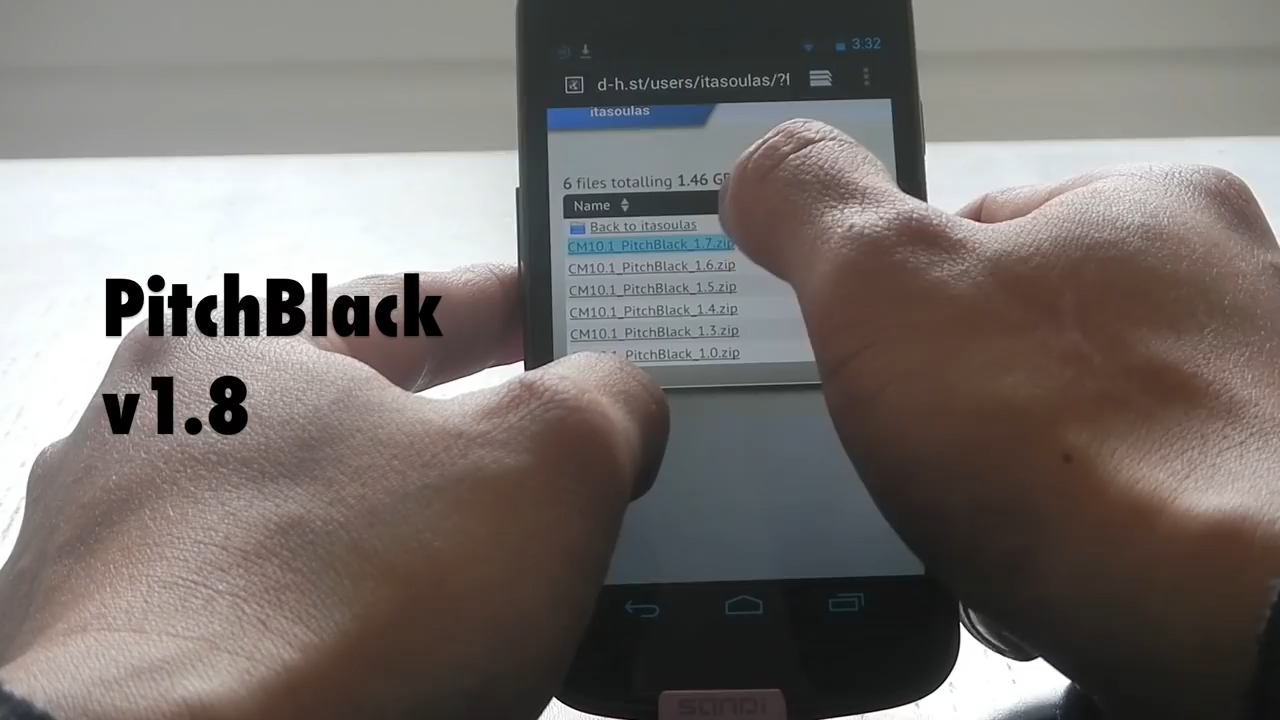 3:32
d-h.st/users/itasoulas/?f
itasoulas
6 files totalling 1.46 G
Name
Back to itasoulas
CM10.1_PitchBlack_1.7.zip
CM10.1_PitchBlack_1.6.zip
CM10.1_PitchBlack_1.5.zip
CM10.1_PitchBlack_1.4.zip
CM10.1_PitchBlack_1.3.zip
PitchBlack_1.0.zip
PitchBlack
v1.8